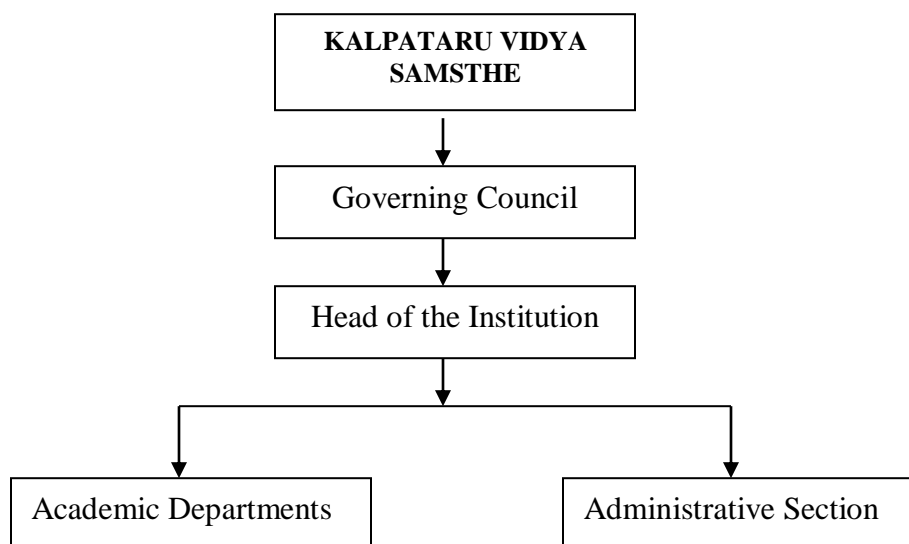 KALPATARU VIDYA
SAMSTHE
Governing Council
Head of the Institution
Academic Departments
Administrative Section